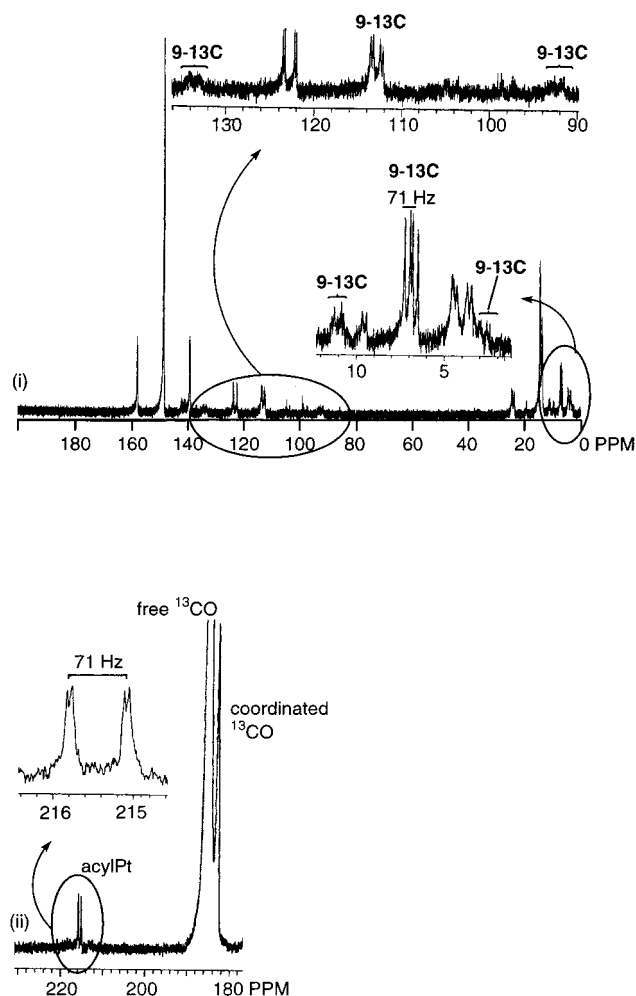 9-13C
9-13C
9-13C
130 120 110 100 90
9-13C
71 Hz
9-13C
9-13C
10 5
(i)
180 160 140 120 100 80 60 40 20 0 PPM
free ¹³CO
71 Hz
coordinated
¹³CO
216 215
acylPt
(ii)
220 200 180 PPM